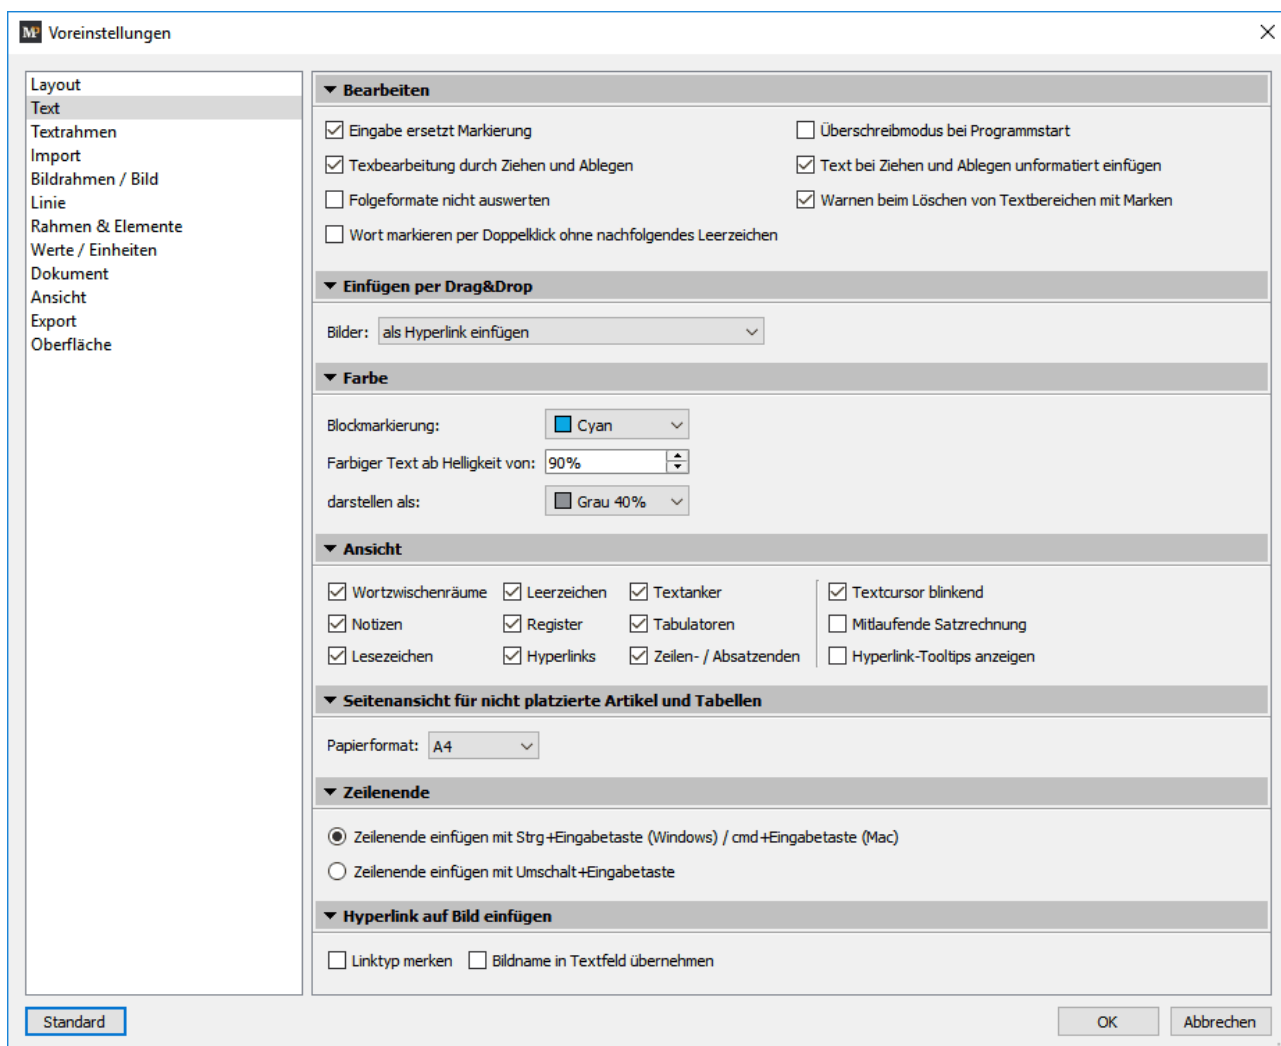 MP Voreinstellungen
Layout
Text
Textrahmen
Import
Bildrahmen / Bild
Linie
Rahmen & Elemente
Werte / Einheiten
Dokument
Ansicht
Export
Oberfläche
Bearbeiten
Eingabe ersetzt Markierung
Überschreibmodus bei Programmstart
Texbearbeitung durch Ziehen und Ablegen
Text bei Ziehen und Ablegen unformatiert einfügen
Folgeformate nicht auswerten
Warnen beim Löschen von Textbereichen mit Marken
Wort markieren per Doppelklick ohne nachfolgendes Leerzeichen
Einfügen per Drag&Drop
Bilder: als Hyperlink einfügen
Farbe
Blockmarkierung: Cyan
Farbiger Text ab Helligkeit von: 90%
darstellen als: Grau 40%
Ansicht
Wortzwischenräume Leerzeichen Textanker Textcursor blinkend
Notizen Register Tabulatoren Mitlaufende Satzrechnung
Lesezeichen Hyperlinks Zeilen- / Absatzenden Hyperlink-Tooltips anzeigen
Seitenansicht für nicht platzierte Artikel und Tabellen
Papierformat: A4
Zeilenende
Zeilenende einfügen mit Strg+Eingabetaste (Windows) / cmd+Eingabetaste (Mac)
Zeilenende einfügen mit Umschalt+Eingabetaste
Hyperlink auf Bild einfügen
Linktyp merken Bildname in Textfeld übernehmen
Standard OK Abbrechen